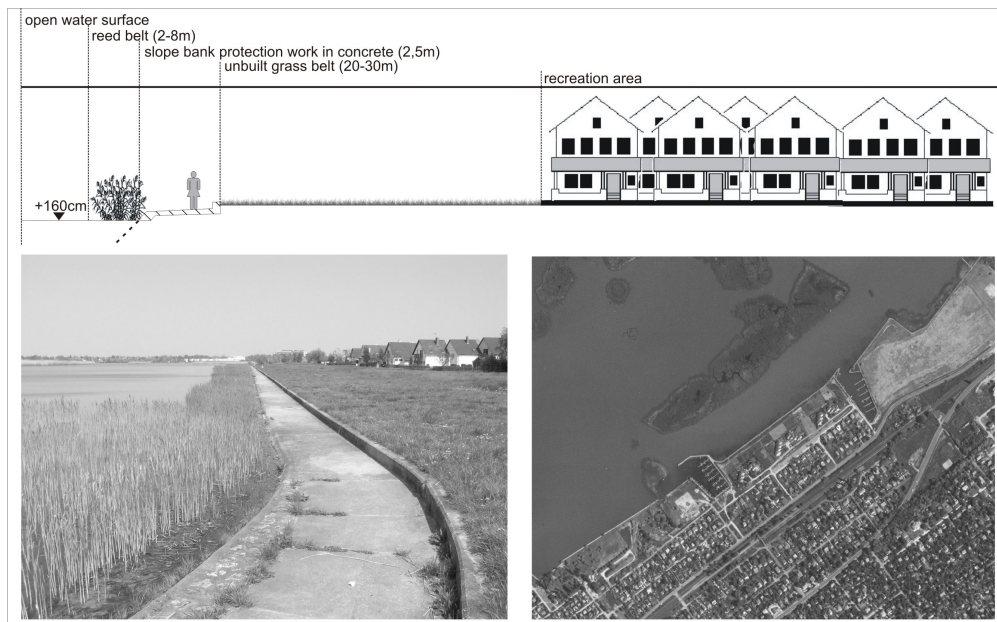 open water surface
reed belt (2-8m)
slope bank protection work in concrete (2,5m)
unbuilt grass belt (20-30m)
recreation area
+160cm